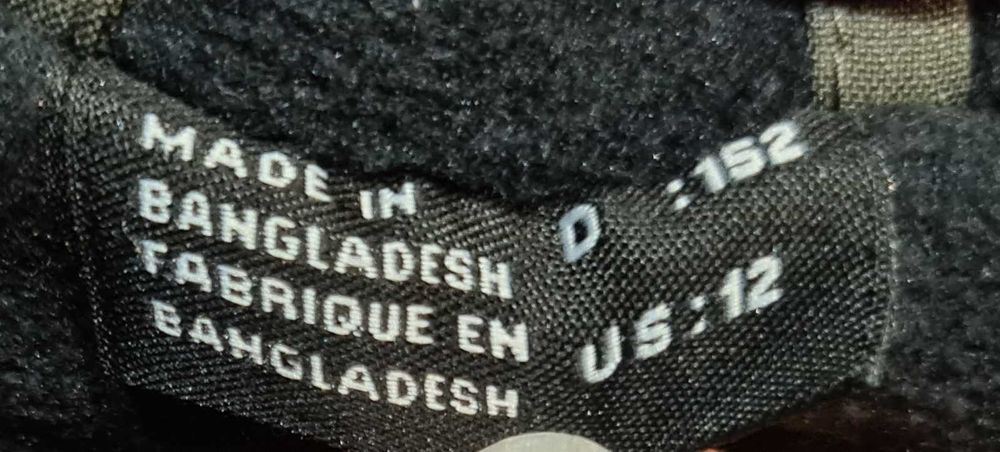 MADE IN
BANGLADESH
FABRIQUE EN
BANGLADESH
D :152
US:12